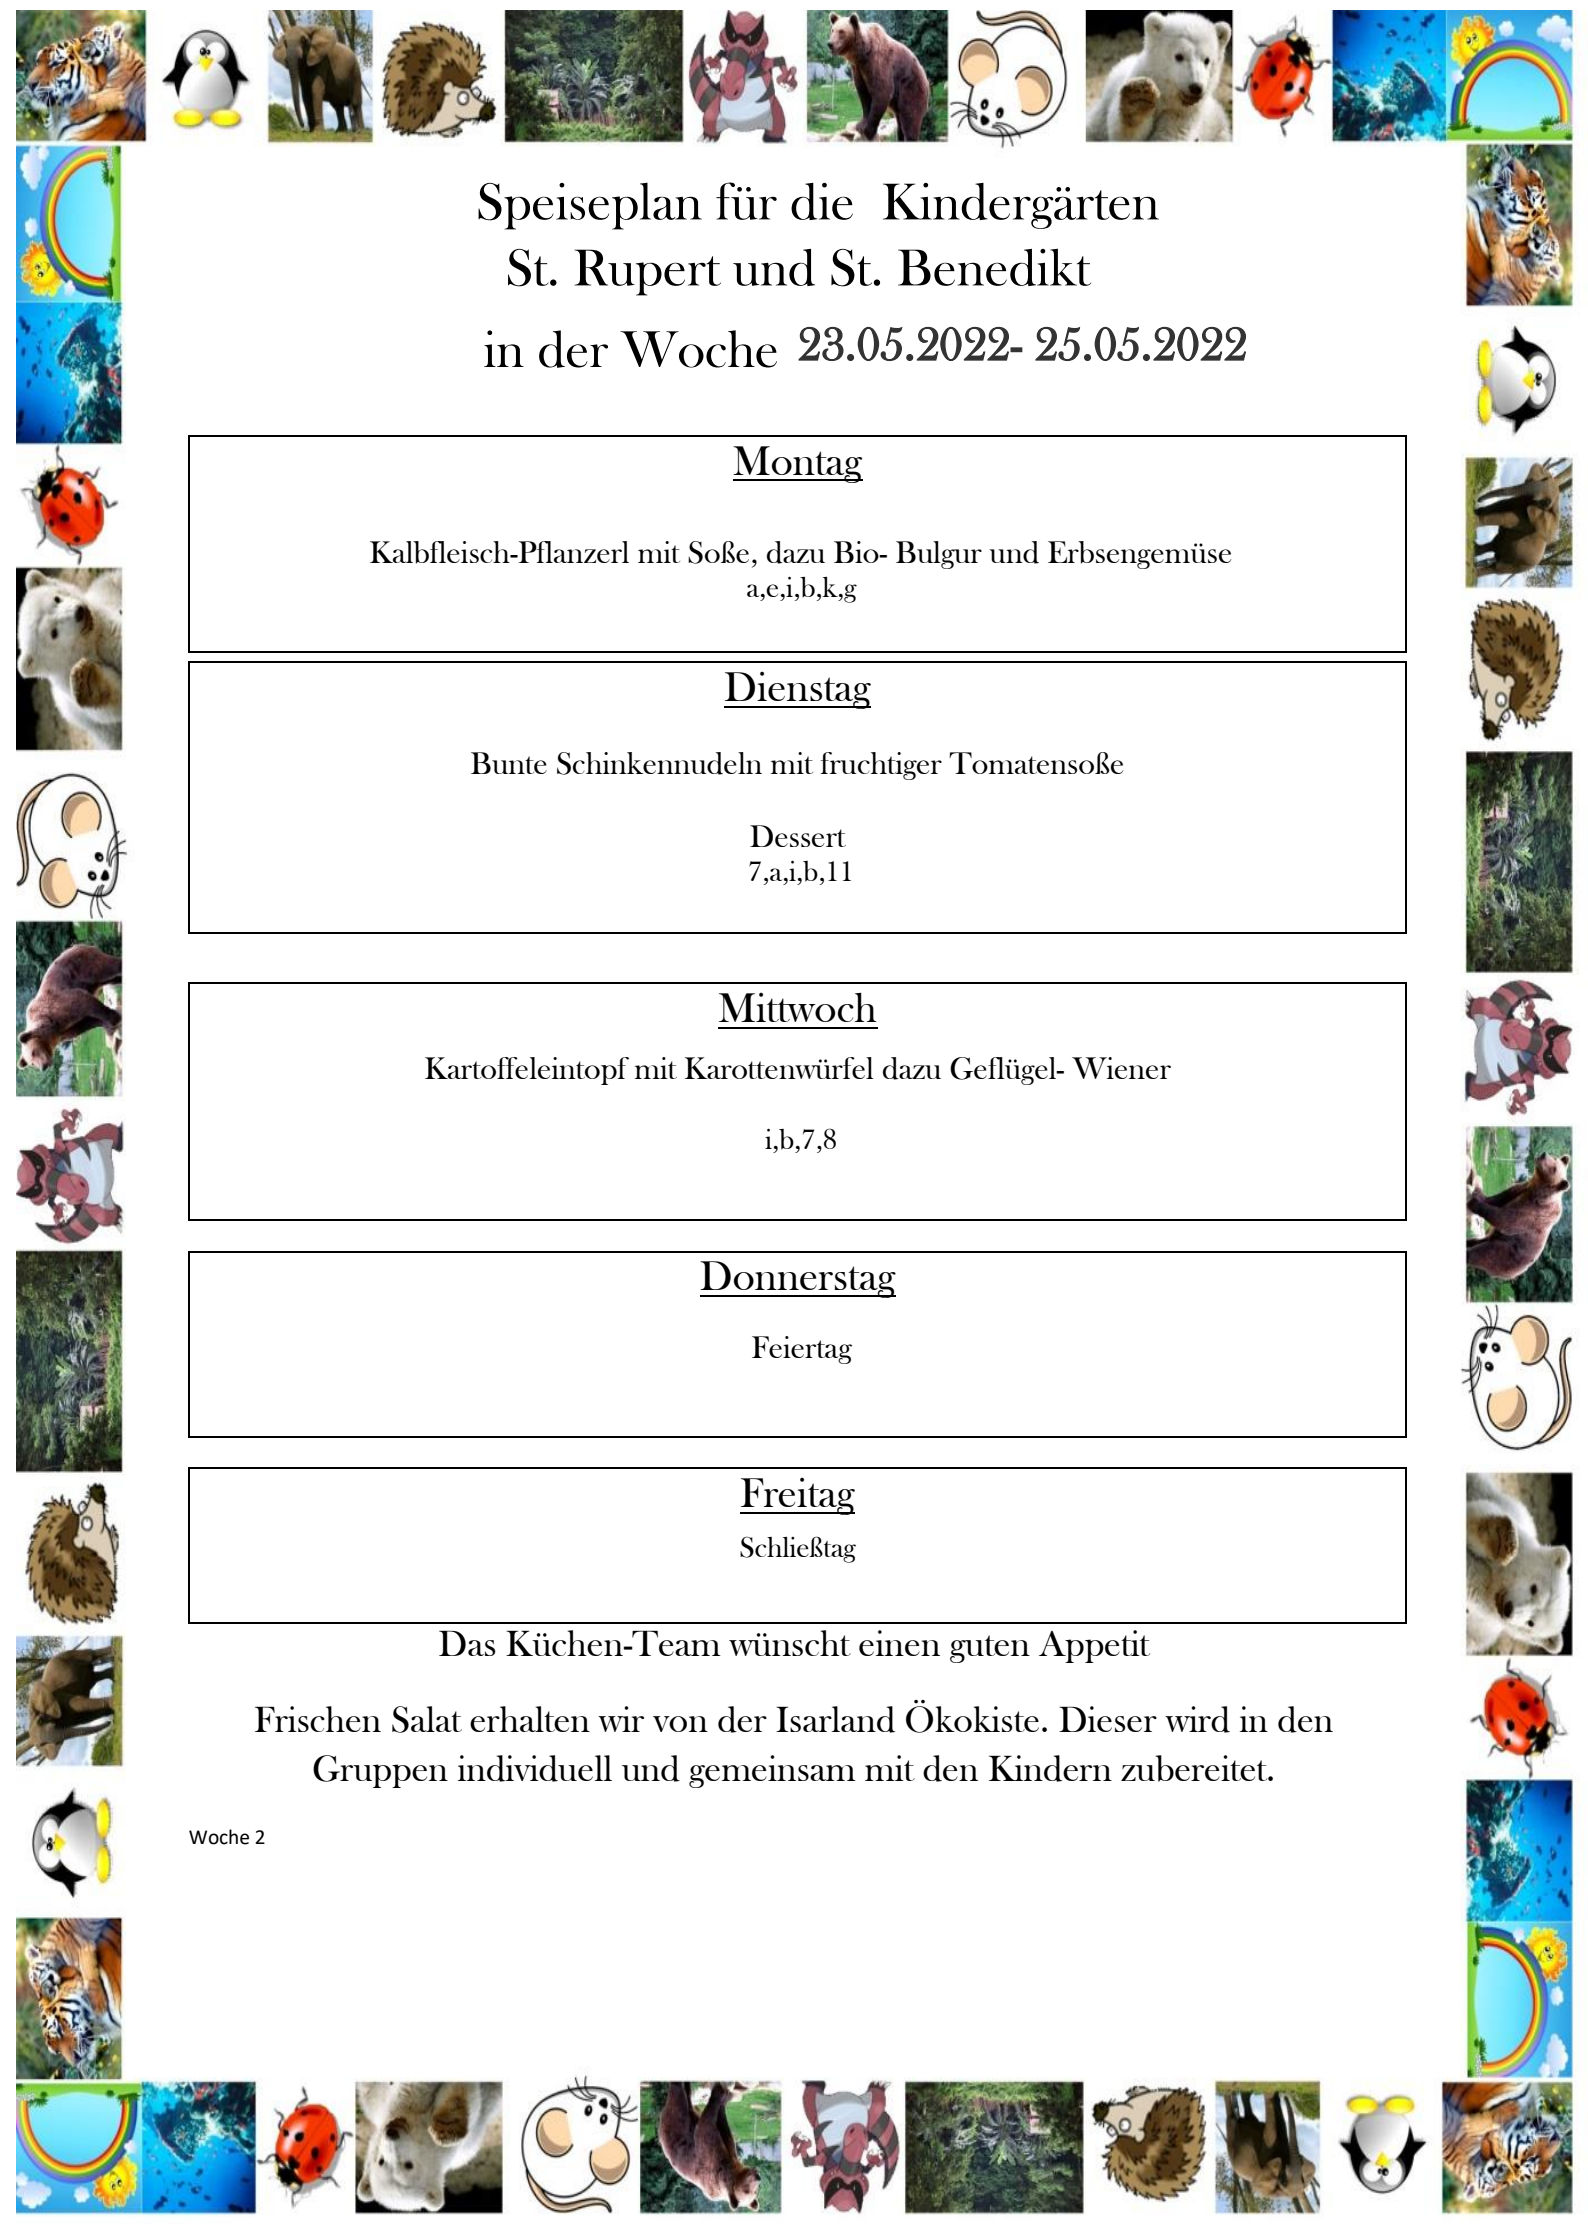 Speiseplan für die Kindergärten
St. Rupert und St. Benedikt
in der Woche 23.05.2022- 25.05.2022
Montag
Kalbfleisch-Pflanzerl mit Soße, dazu Bio- Bulgur und Erbsengemüse
a,e,i,b,k,g
Dienstag
Bunte Schinkennudeln mit fruchtiger Tomatensoße
Dessert
7,a,i,b,11
Mittwoch
Kartoffeleintopf mit Karottenwürfel dazu Geflügel- Wiener
i,b,7,8
Donnerstag
Feiertag
Freitag
Schließtag
Das Küchen-Team wünscht einen guten Appetit
Frischen Salat erhalten wir von der Isarland Ökokiste. Dieser wird in den
Gruppen individuell und gemeinsam mit den Kindern zubereitet.
Woche 2